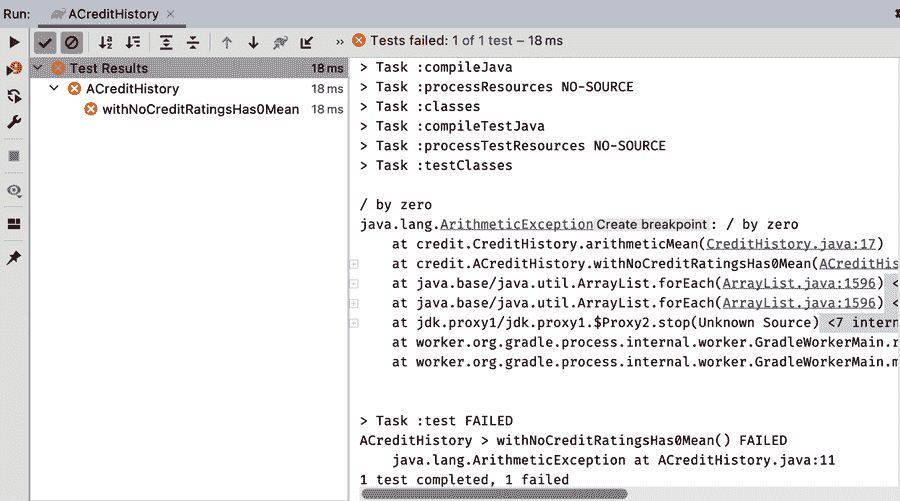 Run: ACreditHistory
Tests failed: 1 of 1 test – 18 ms
Test Results 18 ms
ACreditHistory 18 ms
withNoCreditRatingsHas0Mean 18 ms
> Task :compileJava
> Task :processResources NO-SOURCE
> Task :classes
> Task :compileTestJava
> Task :processTestResources NO-SOURCE
> Task :testClasses
/ by zero
java.lang.ArithmeticException Create breakpoint : / by zero
at credit.CreditHistory.arithmeticMean(CreditHistory.java:17)
at credit.ACreditHistory.withNoCreditRatingsHas0Mean(ACreditHis
at java.base/java.util.ArrayList.forEach(ArrayList.java:1596) <
at java.base/java.util.ArrayList.forEach(ArrayList.java:1596) <
at jdk.proxy1/jdk.proxy1.$Proxy2.stop(Unknown Source) <7 intern
at worker.org.gradle.process.internal.worker.GradleWorkerMain.r
at worker.org.gradle.process.internal.worker.GradleWorkerMain.m
> Task :test FAILED
ACreditHistory > withNoCreditRatingsHas0Mean() FAILED
java.lang.ArithmeticException at ACreditHistory.java:11
1 test completed, 1 failed